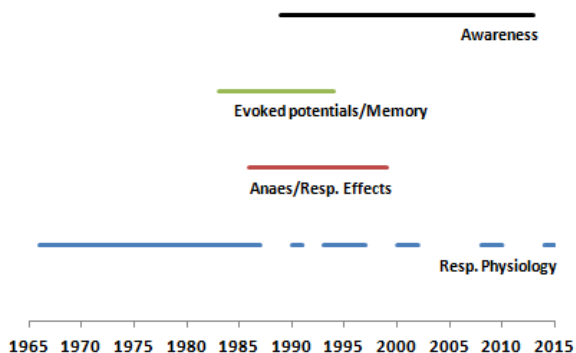 Awareness
Evoked potentials/Memory
Anaes/Resp. Effects
Resp. Physiology
1965 1970 1975 1980 1985 1990 1995 2000 2005 2010 2015